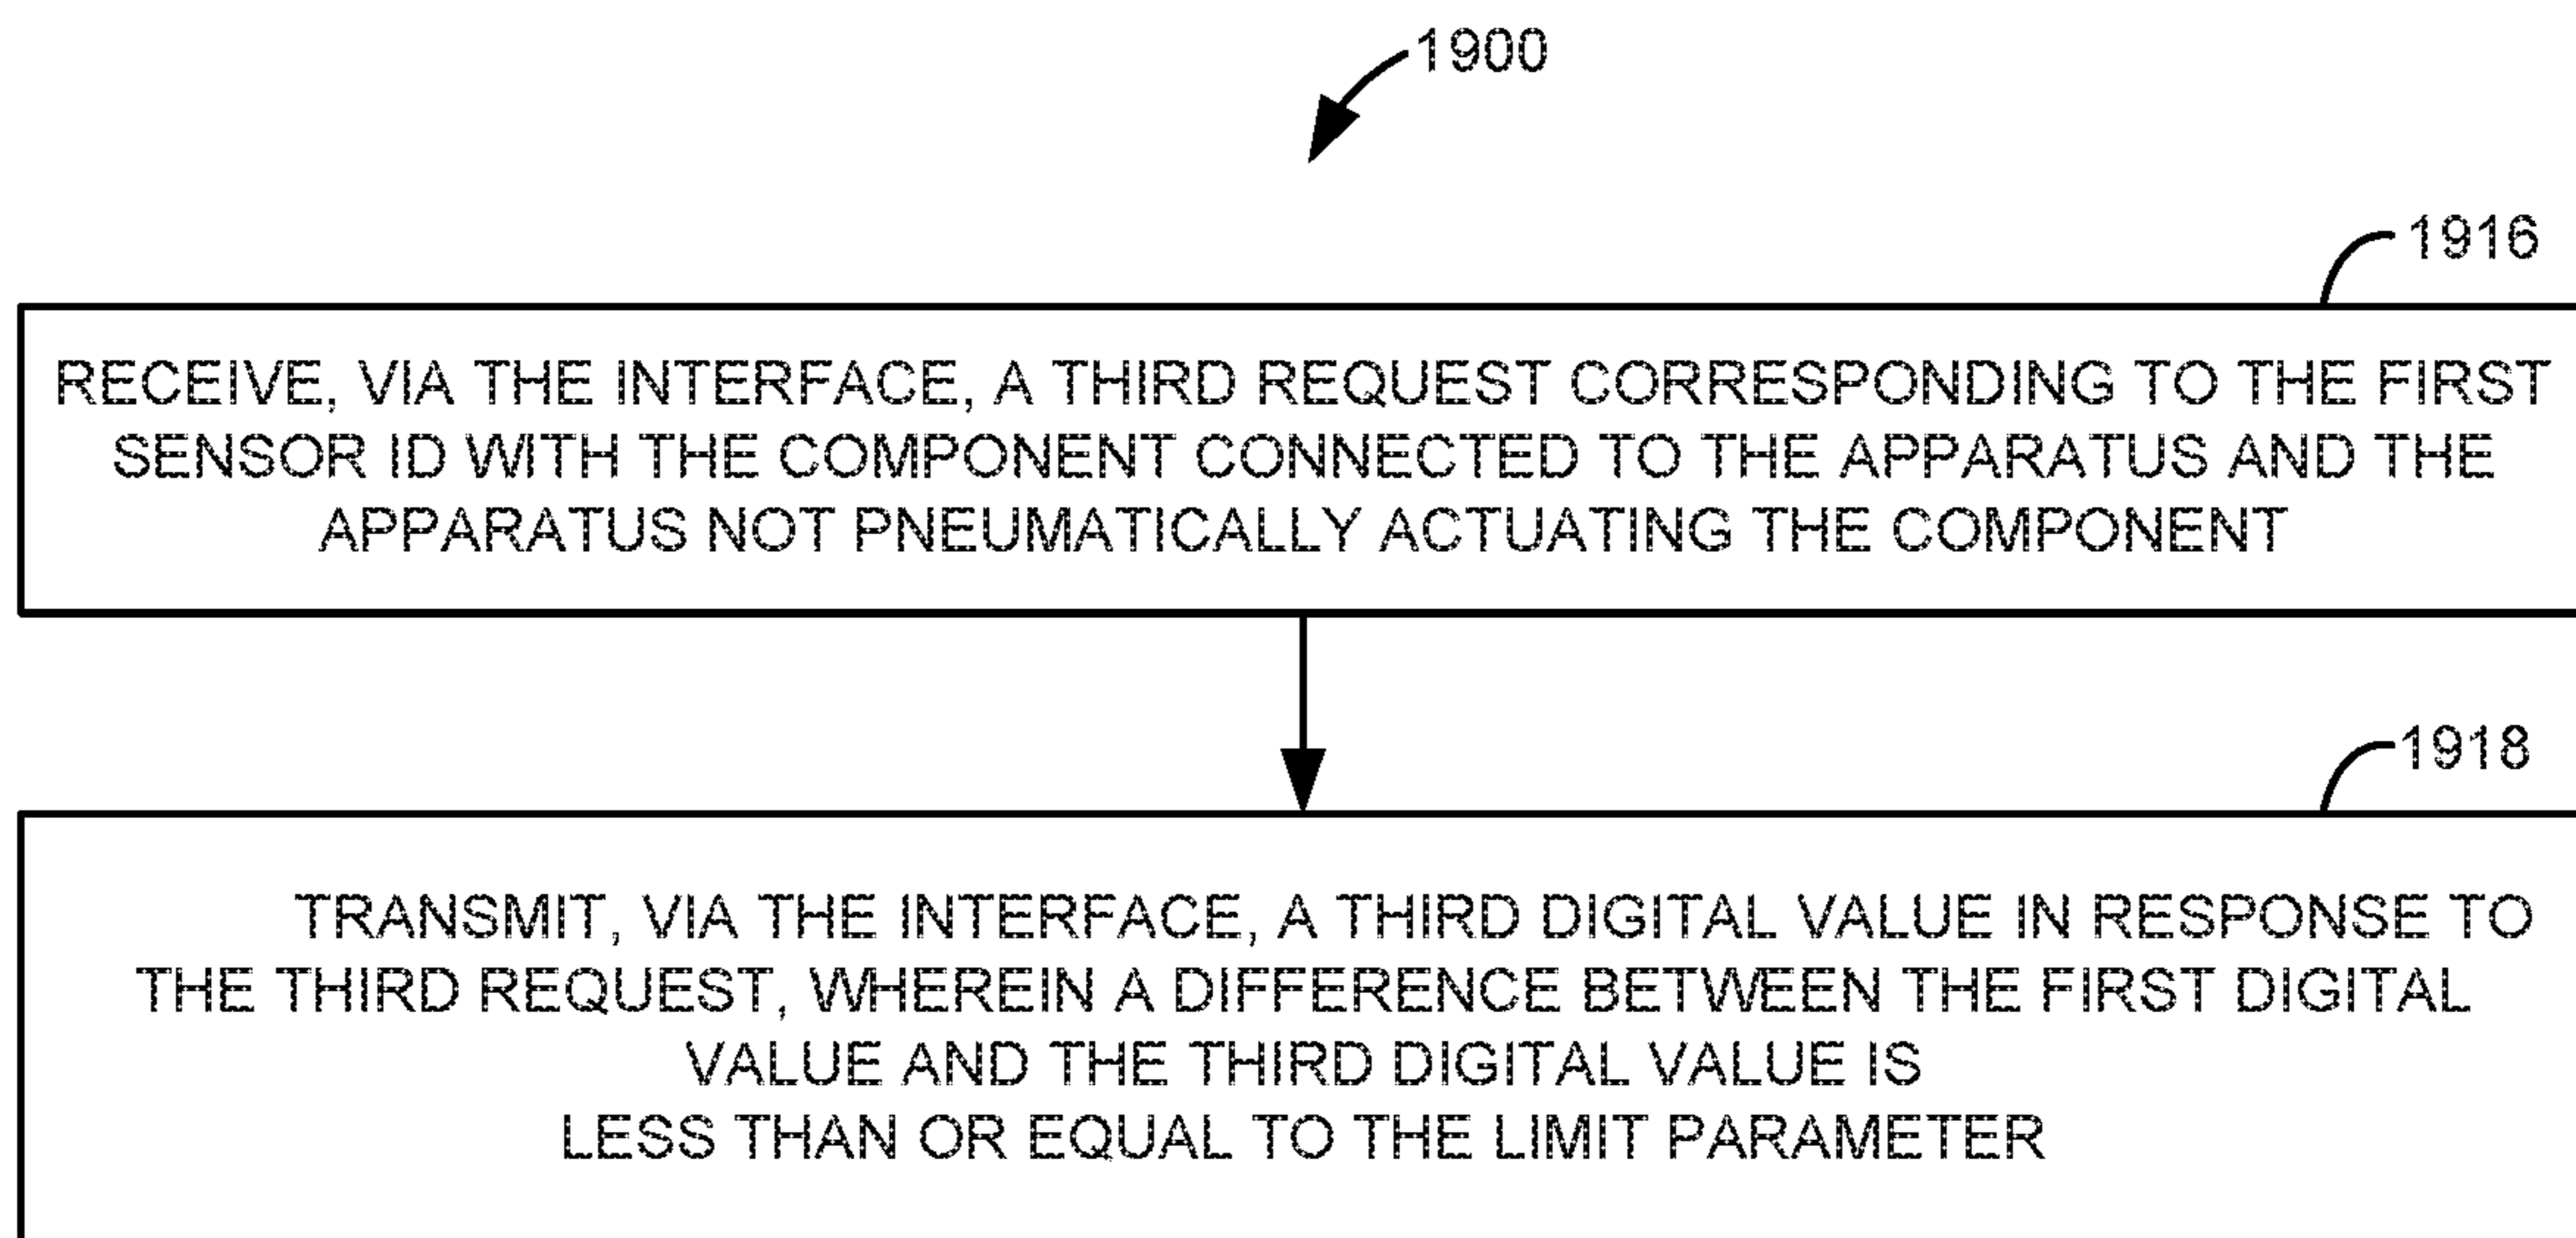 1900
1916
RECEIVE, VIA THE INTERFACE, A THIRD REQUEST CORRESPONDING TO THE FIRST
SENSOR ID WITH THE COMPONENT CONNECTED TO THE APPARATUS AND THE
APPARATUS NOT PNEUMATICALLY ACTUATING THE COMPONENT
1918
TRANSMIT, VIA THE INTERFACE, A THIRD DIGITAL VALUE IN RESPONSE TO
THE THIRD REQUEST, WHEREIN A DIFFERENCE BETWEEN THE FIRST DIGITAL
VALUE AND THE THIRD DIGITAL VALUE IS
LESS THAN OR EQUAL TO THE LIMIT PARAMETER